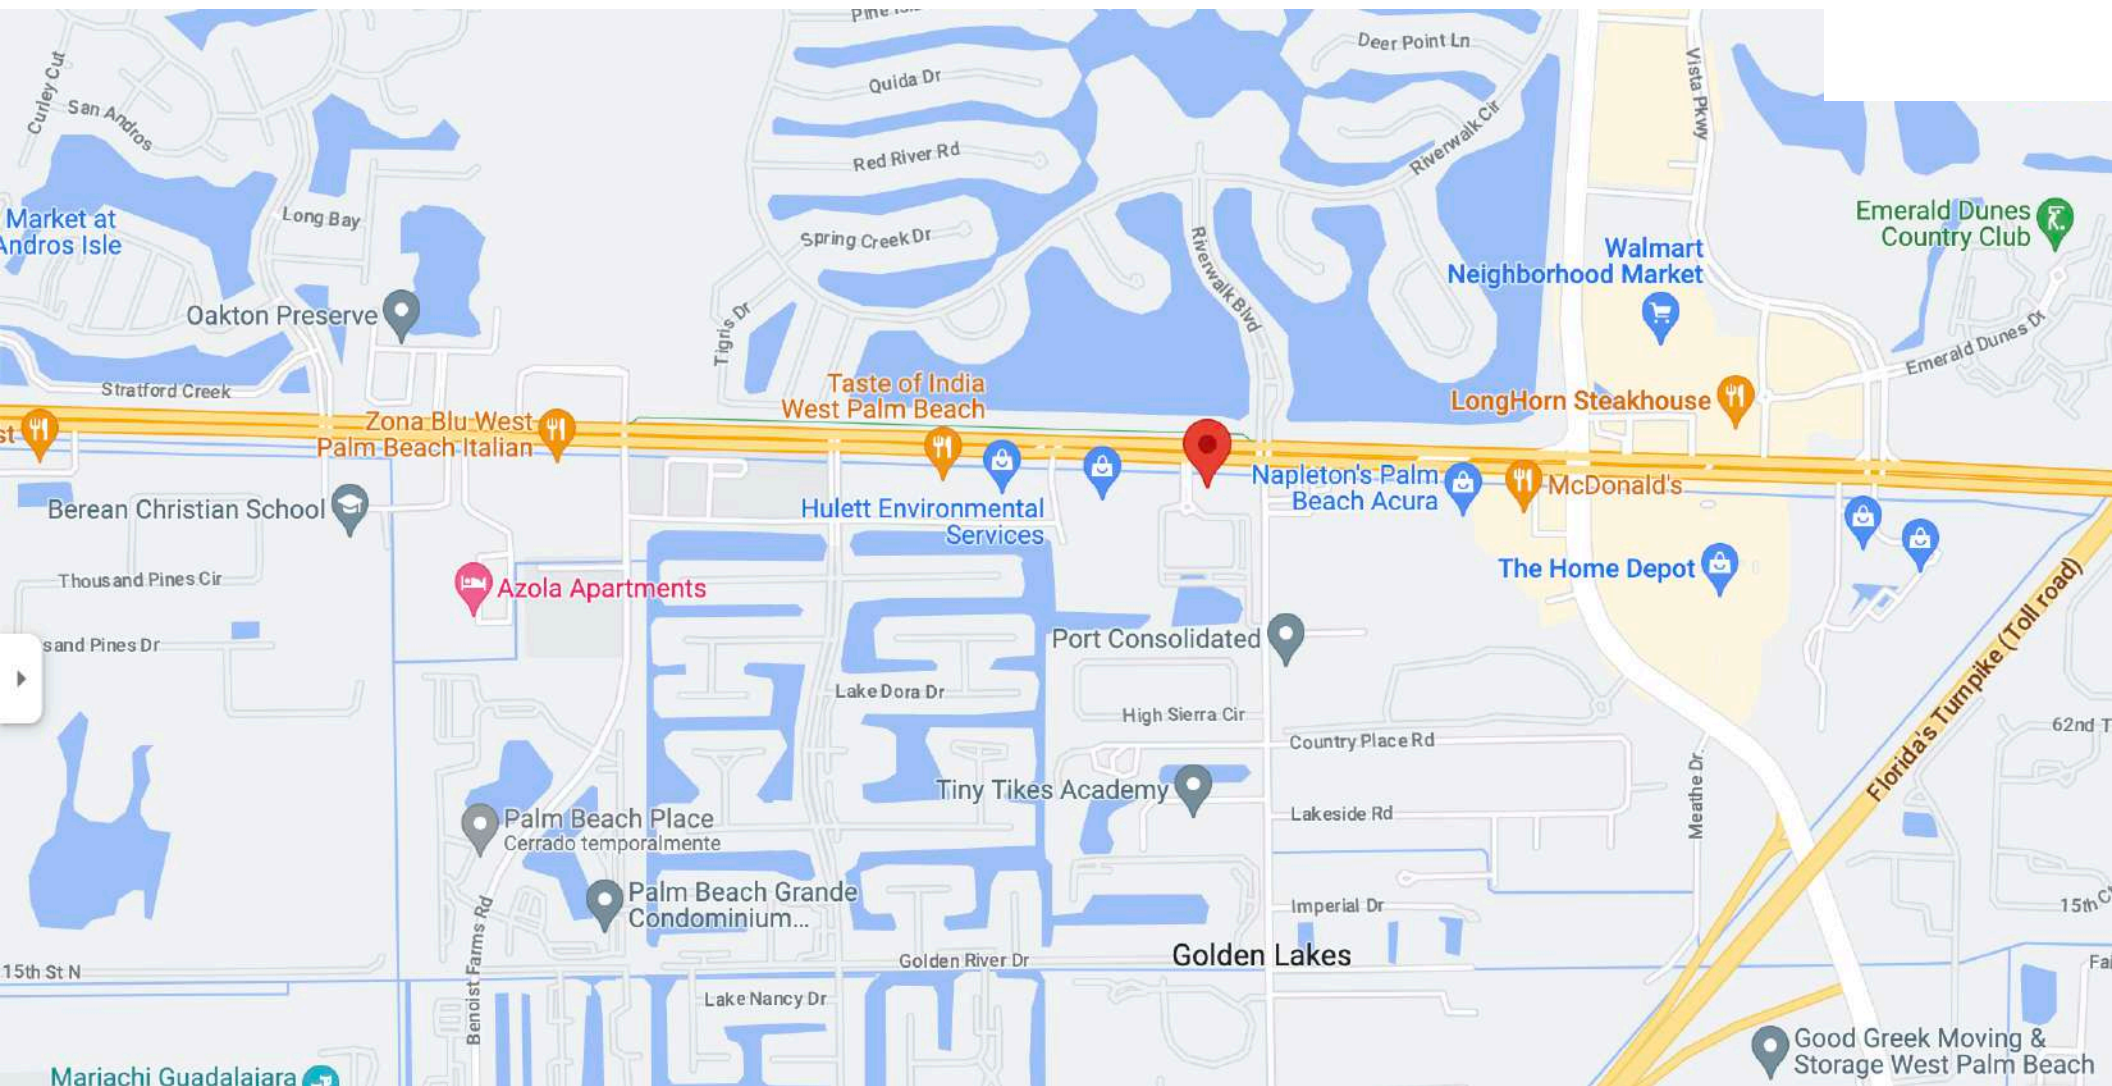 Pine
Deer Point Ln
Quida Dr
Curley Cut
San Andros
Vista Pkwy
Red River Rd
Riverwalk Cir
Market at
Andros Isle
Long Bay
Spring Creek Dr
Riverwalk Blvd
Emerald Dunes
Country Club
Walmart
Neighborhood Market
Oakton Preserve
Tigris Dr
Emerald Dunes Dr
Stratford Creek
Taste of India
West Palm Beach
LongHorn Steakhouse
st
Zona Blu West
Palm Beach Italian
Napleton's Palm
Beach Acura
McDonald's
Berean Christian School
Hulett Environmental
Services
The Home Depot
Thousand Pines Cir
Azola Apartments
sand Pines Dr
Port Consolidated
Florida's Turnpike (Toll road)
Lake Dora Dr
High Sierra Cir
62nd T
Country Place Rd
Tiny Tikes Academy
Lakeside Rd
Meathe Dr
Palm Beach Place
Cerrado temporalmente
Palm Beach Grande
Condominium...
Imperial Dr
15th C
Benoist Farms Rd
Golden Lakes
15th St N
Golden River Dr
Fai
Lake Nancy Dr
Good Greek Moving &
Storage West Palm Beach
Mariachi Guadalajara